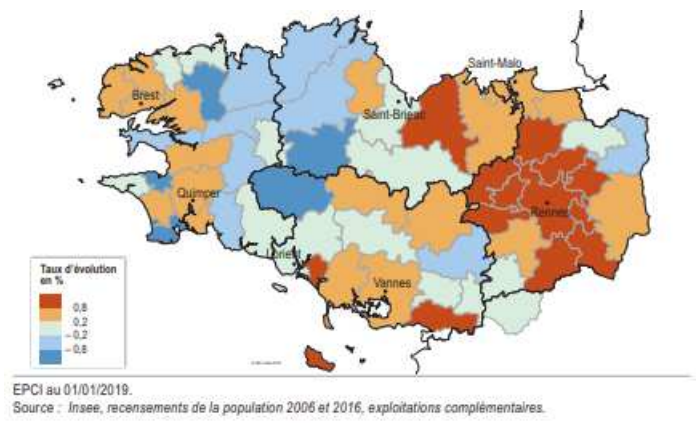 Saint-Malo
Brest
Saint-Brieuc
Quimper
Rennes
Lorient
Vannes
Taux d'évolution
en %
0,8
0,2
– 0,2
– 0,8
EPCI au 01/01/2019.
Source : Insee, recensements de la population 2006 et 2016, exploitations complémentaires.